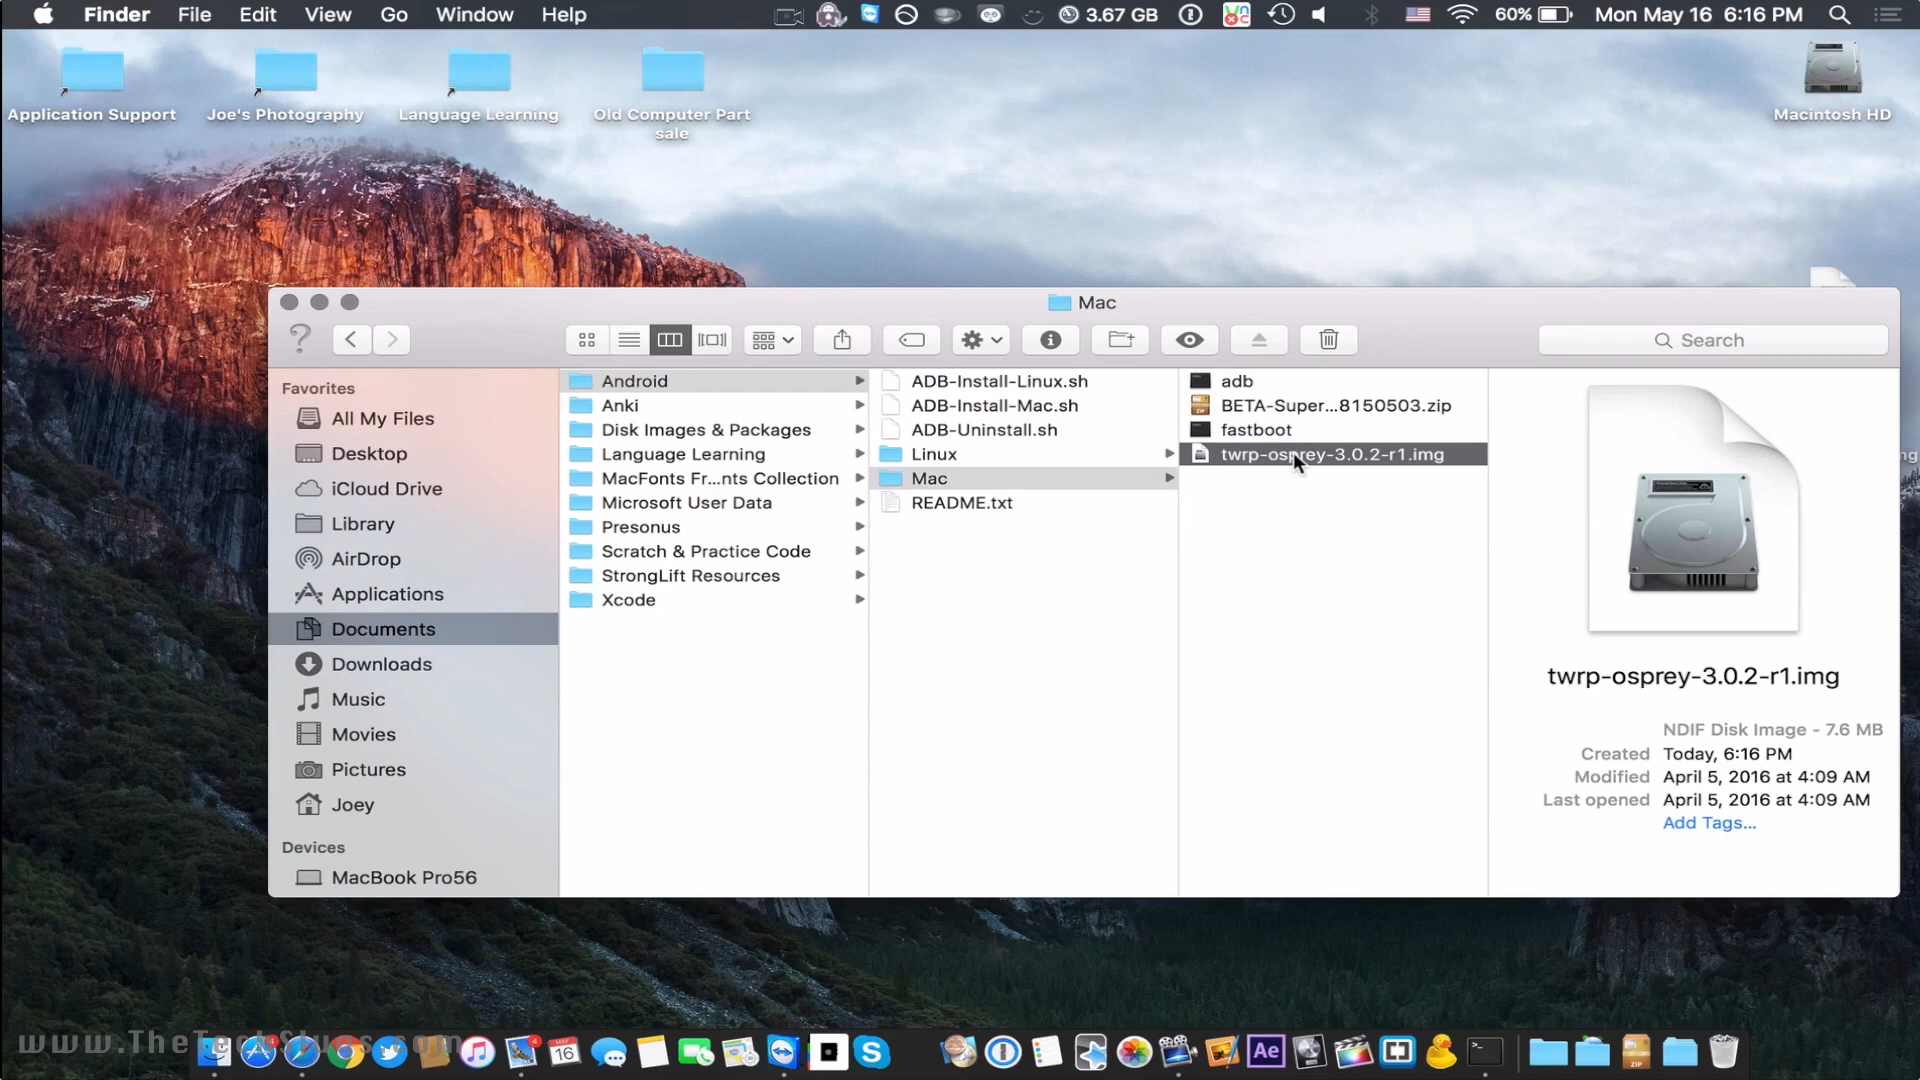 Finder File Edit View Go Window Help 3.67 GB 60% Mon May 16 6:16 PM
Application Support
Joe's Photography
Language Learning
Old Computer Part
sale
Macintosh HD
Mac
Search
Favorites
All My Files
Desktop
iCloud Drive
Library
AirDrop
Applications
Documents
Downloads
Music
Movies
Pictures
Joey
Devices
MacBook Pro56
Android
Anki
Disk Images & Packages
Language Learning
MacFonts Fr...nts Collection
Microsoft User Data
Presonus
Scratch & Practice Code
StrongLift Resources
Xcode
ADB-Install-Linux.sh
ADB-Install-Mac.sh
ADB-Uninstall.sh
Linux
Mac
README.txt
adb
BETA-Super...8150503.zip
fastboot
twrp-osprey-3.0.2-r1.img
twrp-osprey-3.0.2-r1.img
NDIF Disk Image - 7.6 MB
Created Today, 6:16 PM
Modified April 5, 2016 at 4:09 AM
Last opened April 5, 2016 at 4:09 AM
Add Tags...
MAY
16
4
Ae
ZIP